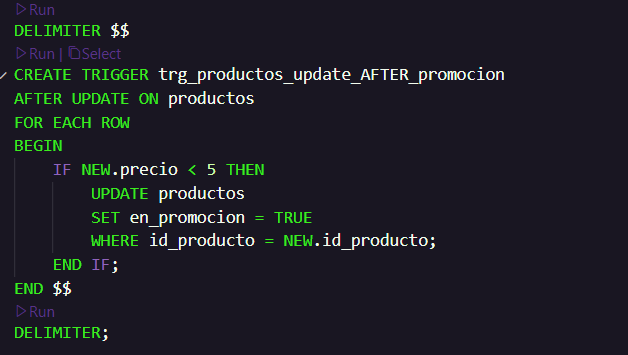 Run
DELIMITER $$
Run | Select
CREATE TRIGGER trg_productos_update_AFTER_promocion
AFTER UPDATE ON productos
FOR EACH ROW
BEGIN
    IF NEW.precio < 5 THEN
        UPDATE productos
        SET en_promocion = TRUE
        WHERE id_producto = NEW.id_producto;
    END IF;
END $$
Run
DELIMITER;